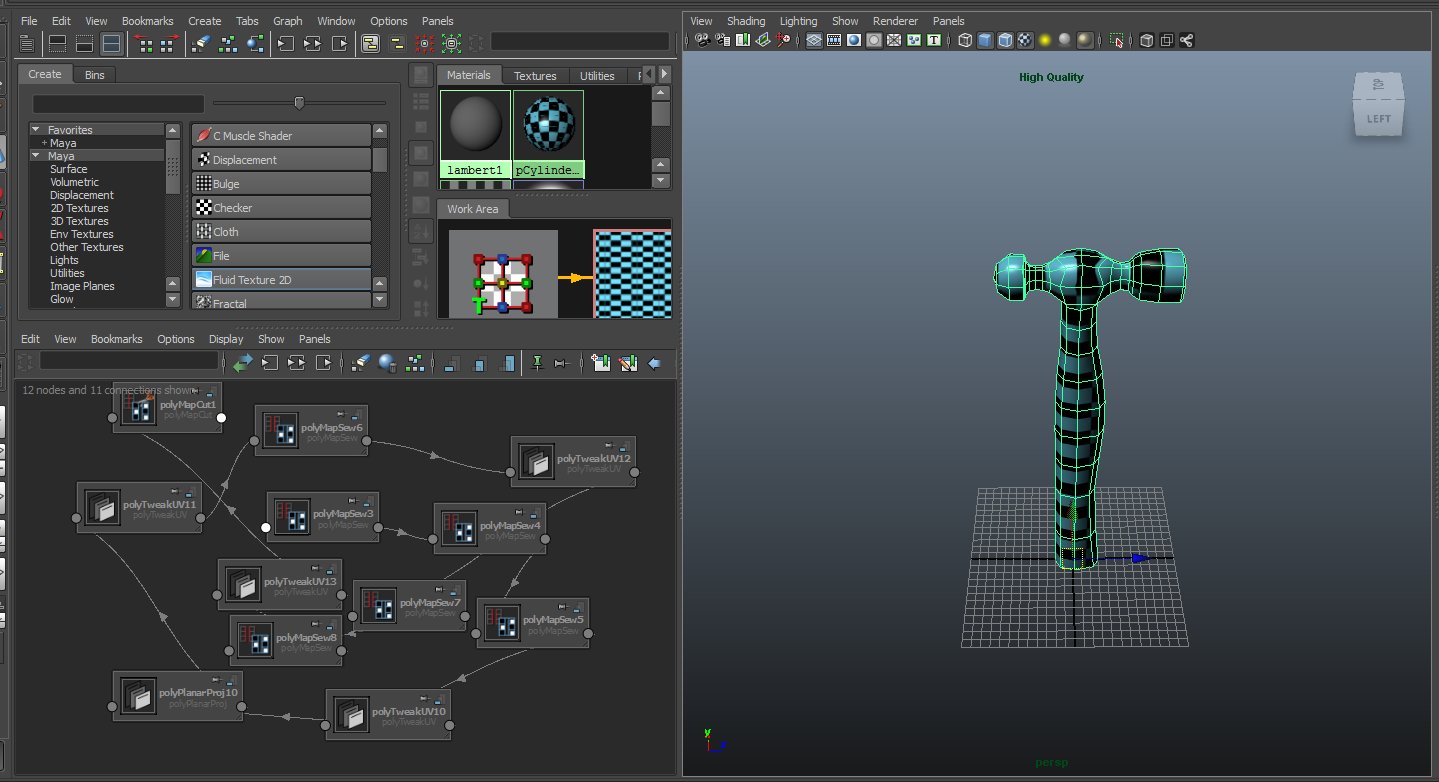 File Edit View Bookmarks Create Tabs Graph Window Options Panels
View Shading Lighting Show Renderer Panels
Create Bins
Materials Textures Utilities
High Quality
TOP
LEFT
Favorites
+ Maya
Maya
Surface
Volumetric
Displacement
2D Textures
3D Textures
Env Textures
Other Textures
Lights
Utilities
Image Planes
Glow
C Muscle Shader
Displacement
Bulge
Checker
Cloth
File
Fluid Texture 2D
Fractal
lambert1 pCylinde...
Work Area
Edit View Bookmarks Options Display Show Panels
12 nodes and 11 connections shown
polyMapCut1
polyMapCut
polyMapSew6
polyMapSew
polyTweakUV12
polyTweakUV
polyTweakUV11
polyTweakUV
polyMapSew3
polyMapSew
polyMapSew4
polyMapSew
polyTweakUV13
polyTweakUV
polyMapSew7
polyMapSew
polyMapSew5
polyMapSew
polyMapSew8
polyMapSew
polyPlanarProj10
polyPlanarProj
polyTweakUV10
polyTweakUV
y
z
persp